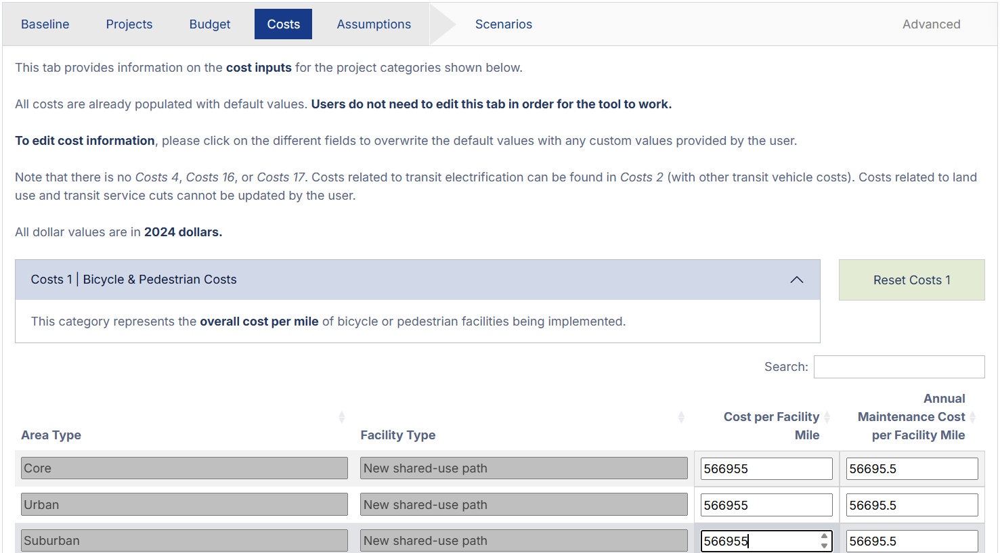 Baseline Projects Budget Costs Assumptions Scenarios Advanced
This tab provides information on the cost inputs for the project categories shown below.
All costs are already populated with default values. Users do not need to edit this tab in order for the tool to work.
To edit cost information, please click on the different fields to overwrite the default values with any custom values provided by the user.
Note that there is no Costs 4, Costs 16, or Costs 17. Costs related to transit electrification can be found in Costs 2 (with other transit vehicle costs). Costs related to land
use and transit service cuts cannot be updated by the user.
All dollar values are in 2024 dollars.
Costs 1 | Bicycle & Pedestrian Costs
Reset Costs 1
This category represents the overall cost per mile of bicycle or pedestrian facilities being implemented.
Search:
Area Type
Facility Type
Cost per Facility
Mile
Annual
Maintenance Cost
per Facility Mile
Core New shared-use path 566955 56695.5
Urban New shared-use path 566955 56695.5
Suburban New shared-use path 566955 56695.5